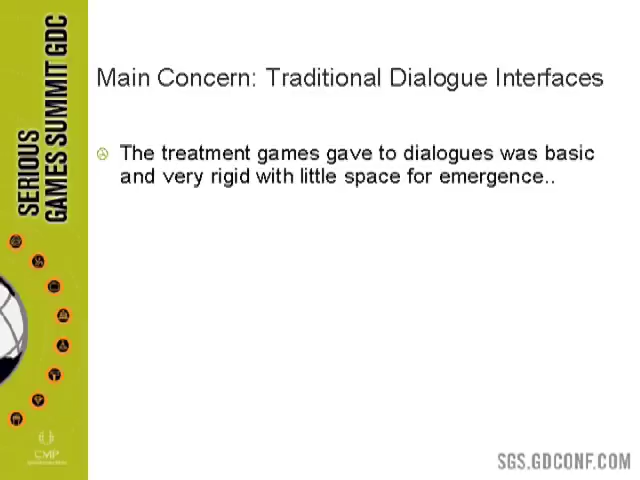 SERIOUS
GAMES SUMMIT GDC
Main Concern: Traditional Dialogue Interfaces
The treatment games gave to dialogues was basic
and very rigid with little space for emergence..
CMP
SGS.GDCONF.COM